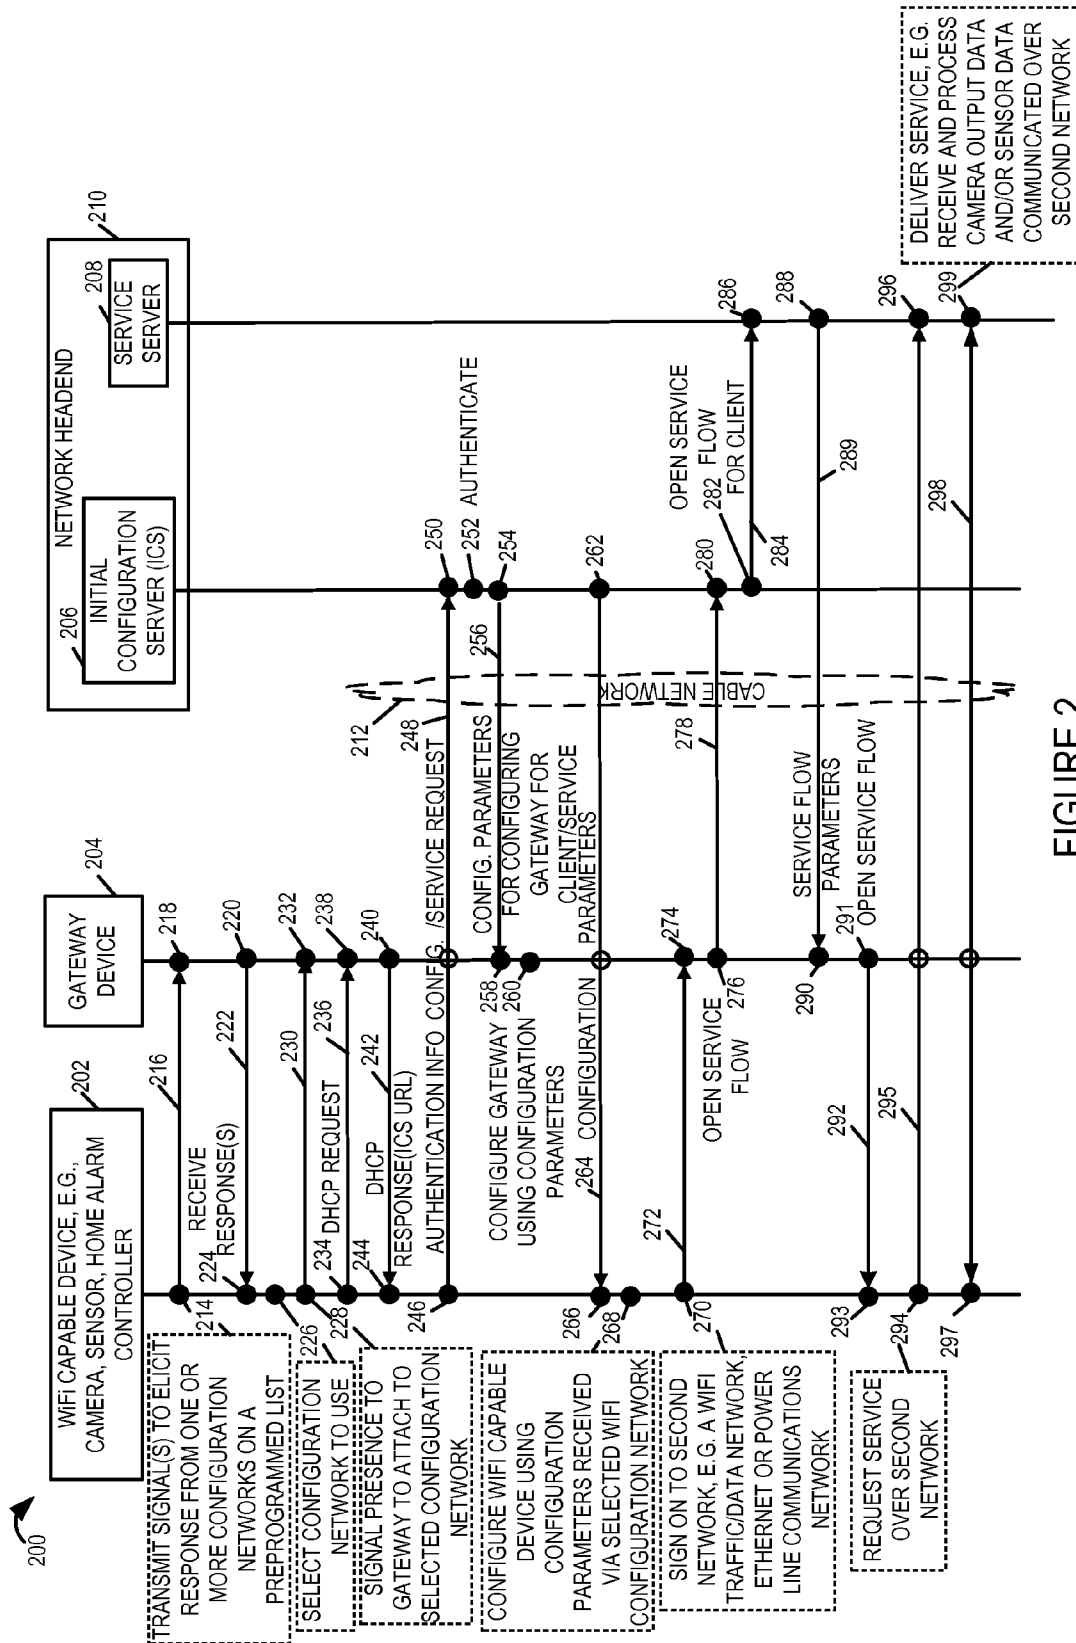 200
WiFi CAPABLE DEVICE, E.G.,
CAMERA, SENSOR, HOME ALARM
CONTROLLER
202
GATEWAY
DEVICE
204
NETWORK HEADEND
210
206
INITIAL
CONFIGURATION
SERVER (ICS)
208
SERVICE
SERVER
212
CABLE NETWORK
TRANSMIT SIGNAL(S) TO ELICIT
RESPONSE FROM ONE OR
MORE CONFIGURATION
NETWORKS ON A
PREPROGRAMMED LIST
214
216
218
220
222
RECEIVE
RESPONSE(S)
224
226
SELECT CONFIGURATION
NETWORK TO USE
228
SIGNAL PRESENCE TO
GATEWAY TO ATTACH TO
SELECTED CONFIGURATION
NETWORK
230
232
234
DHCP REQUEST
236
238
240
242
DHCP
RESPONSE(ICS URL)
244
246
AUTHENTICATION INFO CONFIG. /SERVICE REQUEST
248
250
252
AUTHENTICATE
254
256
CONFIG. PARAMETERS
FOR CONFIGURING
GATEWAY FOR
CLIENT/SERVICE
PARAMETERS
258
260
CONFIGURE GATEWAY
USING CONFIGURATION
PARAMETERS
262
264 CONFIGURATION
266
268
CONFIGURE WIFI CAPABLE
DEVICE USING
CONFIGURATION
PARAMETERS RECEIVED
VIA SELECTED WIFI
CONFIGURATION NETWORK
270
SIGN ON TO SECOND
NETWORK, E.G. A WIFI
TRAFFIC/DATA NETWORK,
ETHERNET OR POWER
LINE COMMUNICATIONS
NETWORK
272
274
OPEN SERVICE
FLOW
276
278
280
282
OPEN SERVICE
FLOW
FOR CLIENT
284
286
288
289
SERVICE FLOW
PARAMETERS
290
291
OPEN SERVICE FLOW
292
293
294
REQUEST SERVICE
OVER SECOND
NETWORK
295
296
297
298
299
DELIVER SERVICE, E.G.
RECEIVE AND PROCESS
CAMERA OUTPUT DATA
AND/OR SENSOR DATA
COMMUNICATED OVER
SECOND NETWORK
FIGURE 2